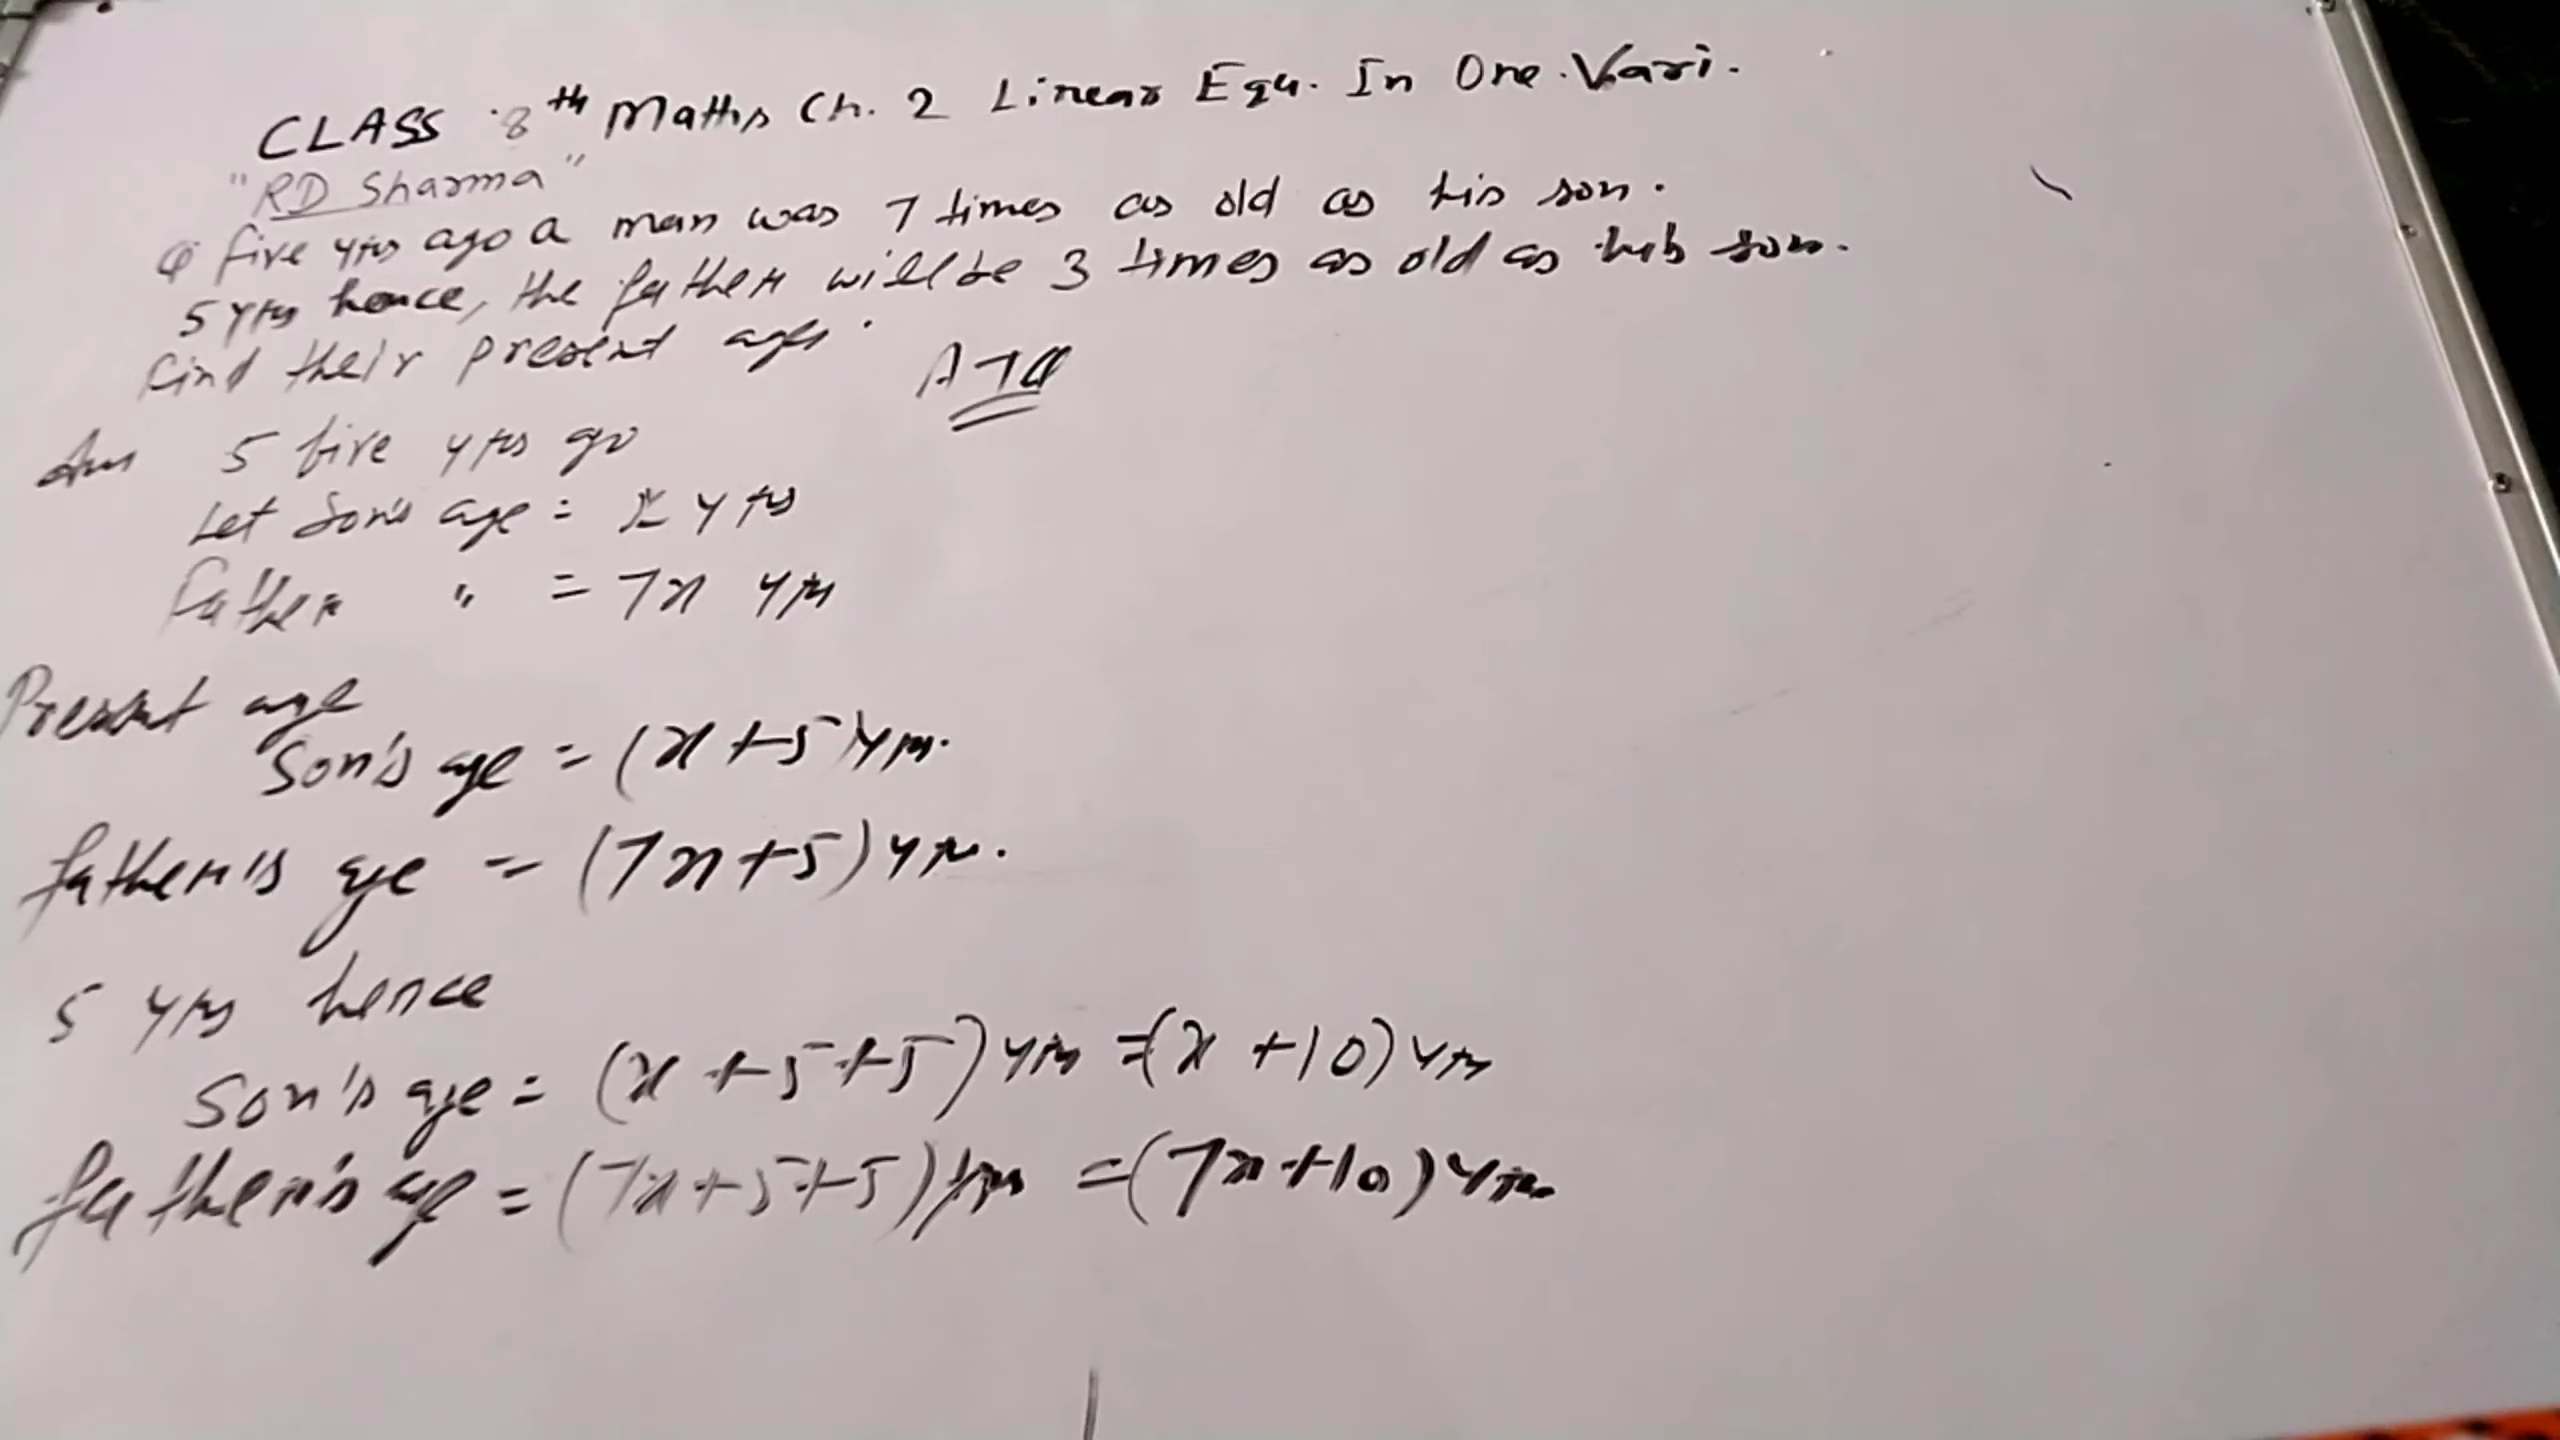 CLASS 8th Maths Ch. 2 Linear Equ. In One Vari.
"RD Sharma"
Q five yrs ago a man was 7 times as old as his son.
5 yrs hence, the father will be 3 times as old as his son.
find their present age.
ATQ
Ans 5 five yrs go
Let Son's age = x yrs
father " = 7x yrs
Present age
Son's age = (x+5) yrs.
father's age = (7x+5) yrs.
5 yrs hence
Son's age = (x+5+5) yrs = (x+10) yrs
father's age = (7x+5+5) yrs = (7x+10) yrs.